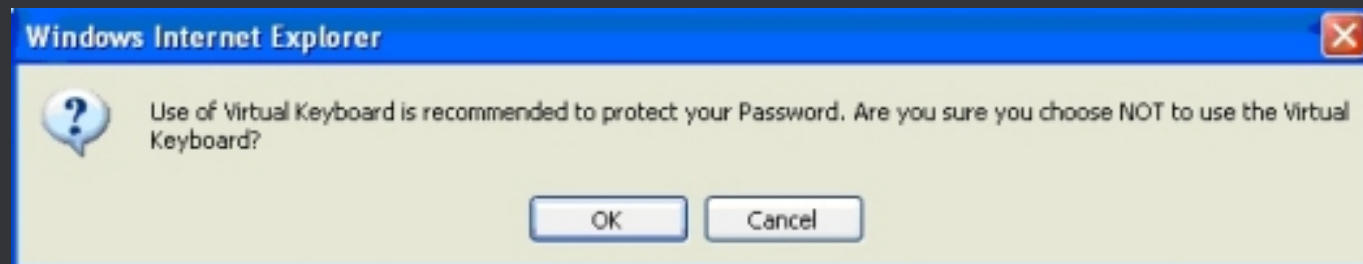 Windows Internet Explorer
Use of Virtual Keyboard is recommended to protect your Password. Are you sure you choose NOT to use the Virtual
Keyboard?
OK
Cancel